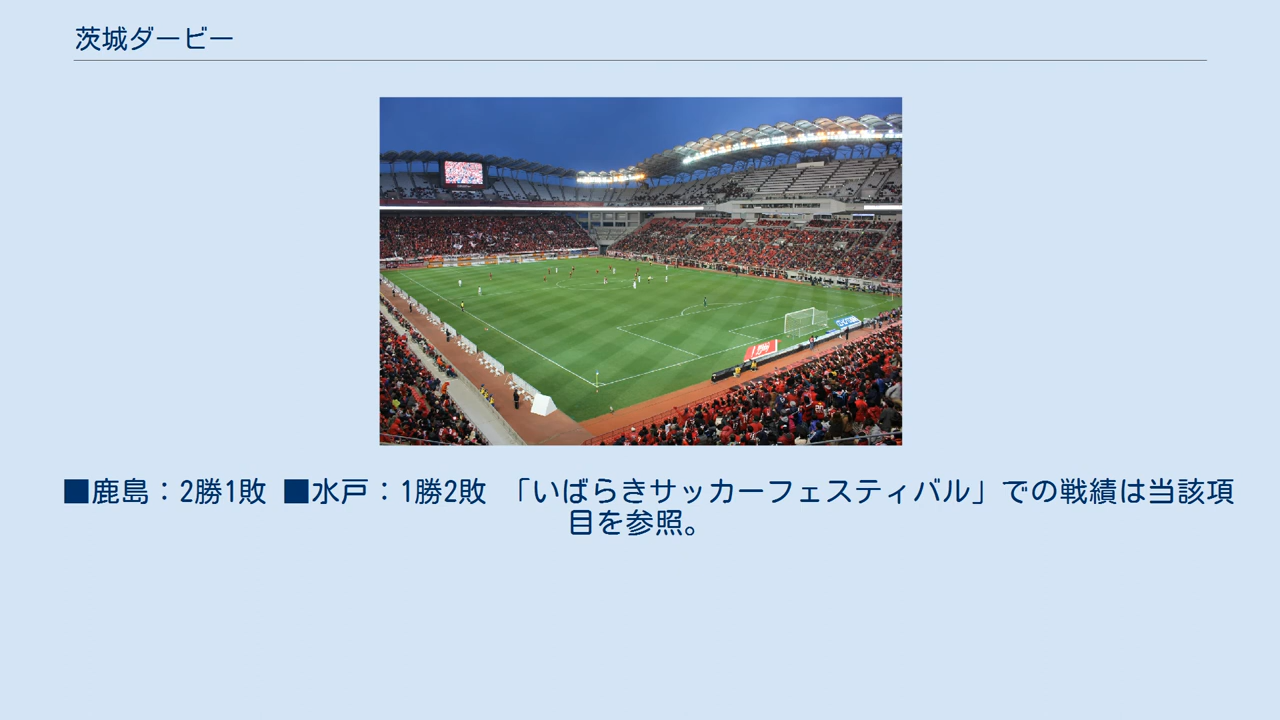 茨城ダービー
■鹿島：2勝1敗 ■水戸：1勝2敗 「いばらきサッカーフェスティバル」での戦績は当該項
目を参照。